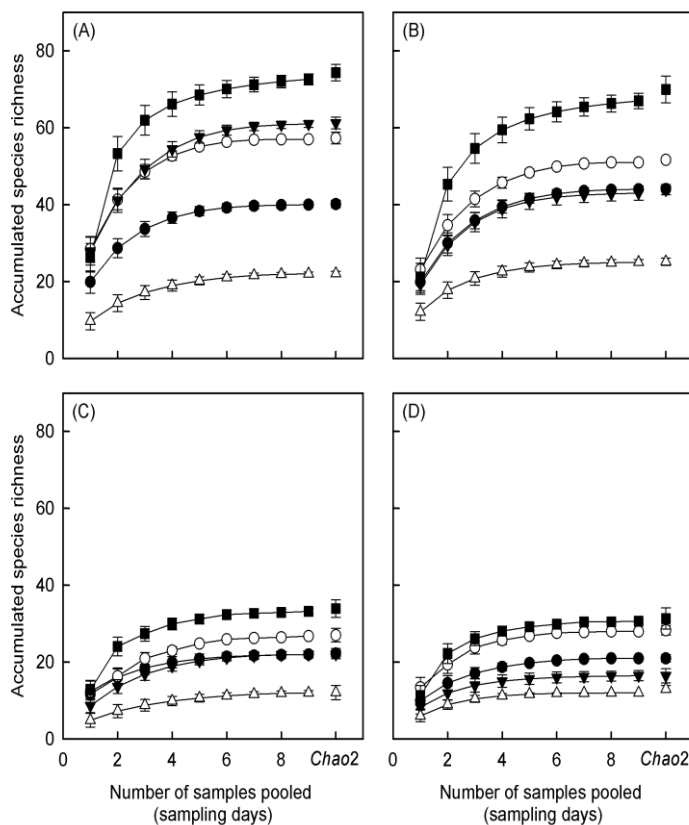 (A)
(B)
80
60
40
20
0
Accumulated species richness
(C)
(D)
80
60
40
20
0
Accumulated species richness
0 2 4 6 8 Chao2
0 2 4 6 8 Chao2
Number of samples pooled
(sampling days)
Number of samples pooled
(sampling days)